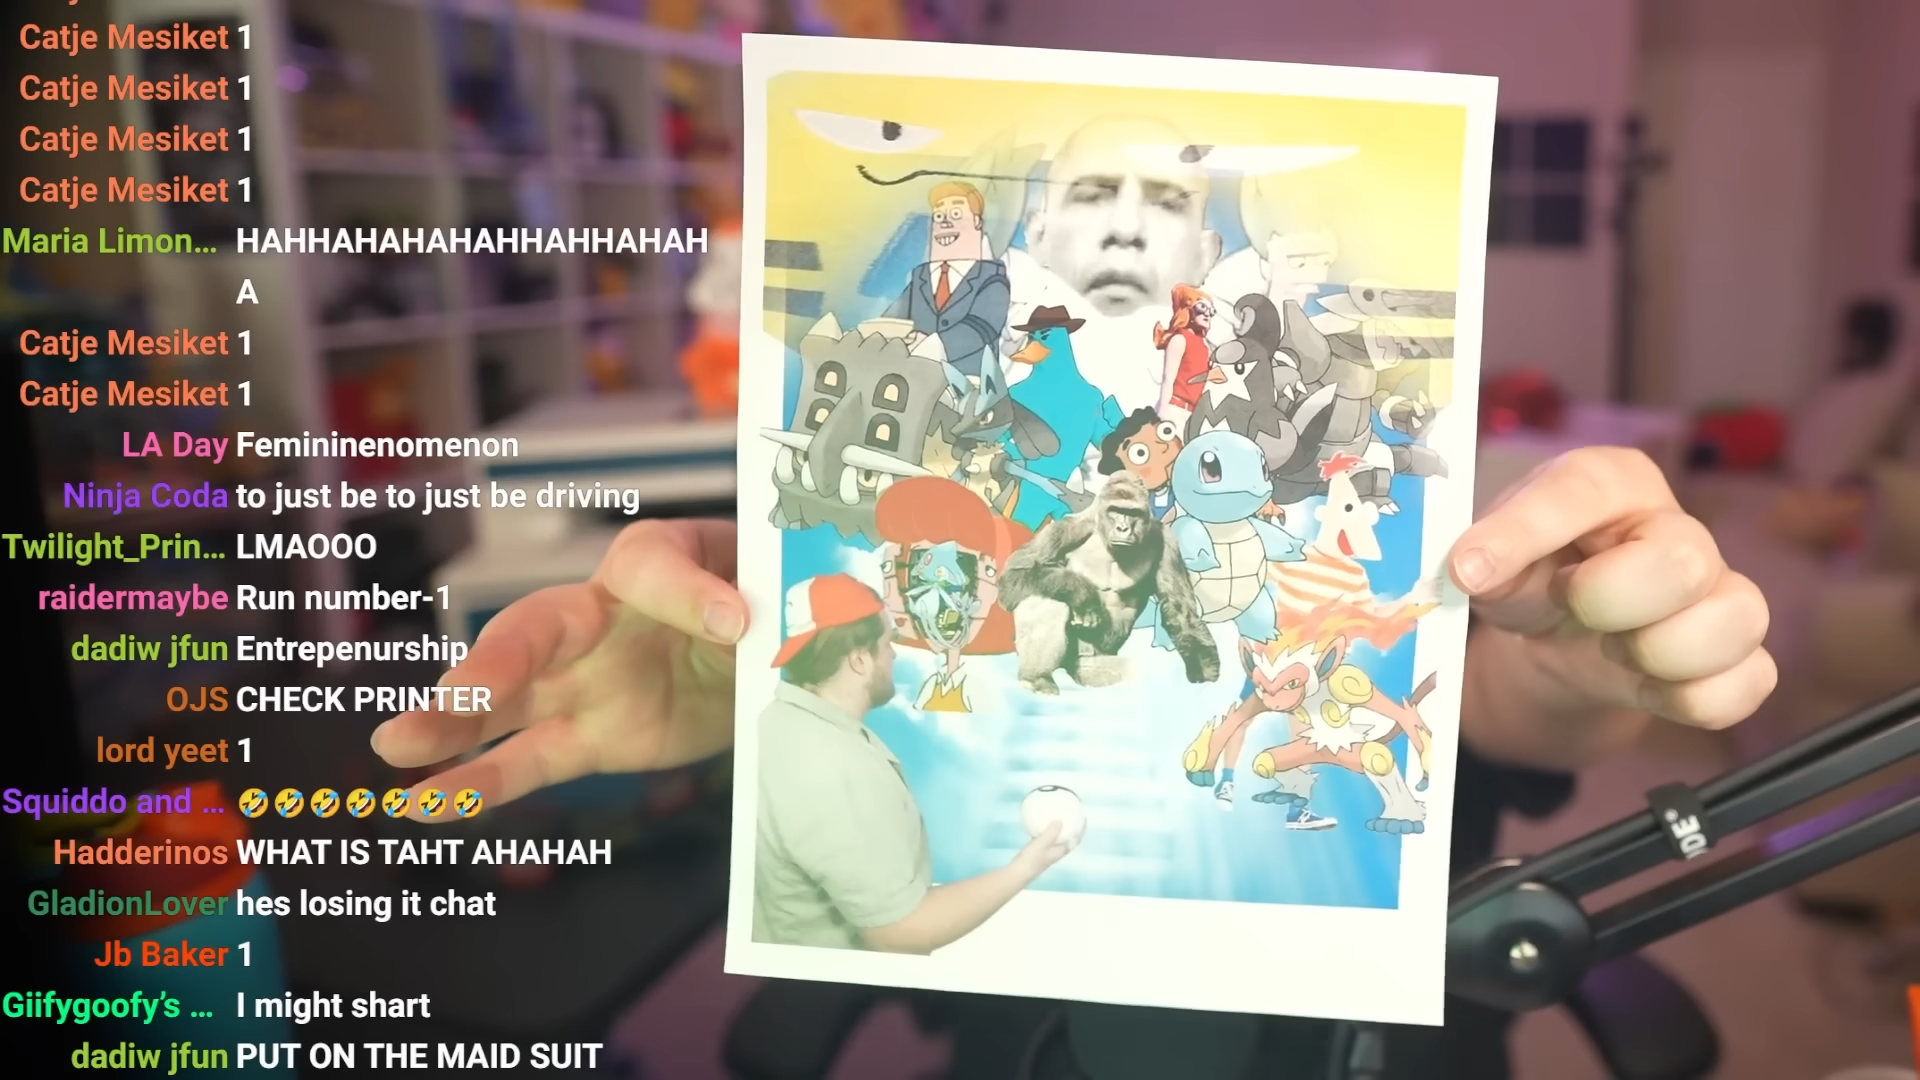 Catje Mesiket 1
Catje Mesiket 1
Catje Mesiket 1
Catje Mesiket 1
Maria Limon... HAHHAHAHAHAHHAHHAHAH
A
Catje Mesiket 1
Catje Mesiket 1
LA Day Femininenomenon
Ninja Coda to just be to just be driving
Twilight_Prin... LMAOOO
raidermaybe Run number-1
dadiw jfun Entrepenurship
OJS CHECK PRINTER
lord yeet 1
Squiddo and ... 🤣🤣🤣🤣🤣🤣🤣
Hadderinos WHAT IS TAHT AHAHAH
GladionLover hes losing it chat
Jb Baker 1
Giifygoofy’s ... I might shart
dadiw jfun PUT ON THE MAID SUIT